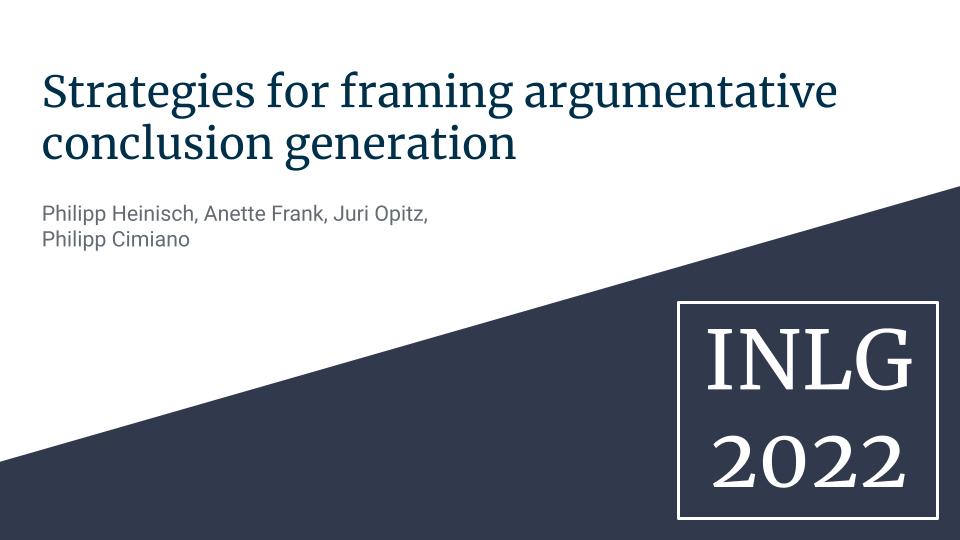 Strategies for framing argumentative
conclusion generation
Philipp Heinisch, Anette Frank, Juri Opitz,
Philipp Cimiano
INLG
2022